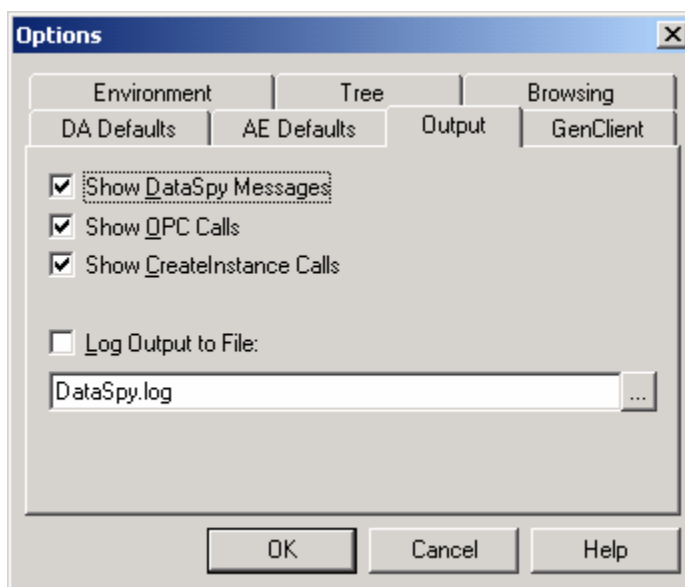 Options
Environment Tree Browsing
DA Defaults AE Defaults Output GenClient
Show DataSpy Messages
Show OPC Calls
Show CreateInstance Calls
Log Output to File:
DataSpy.log ...
OK Cancel Help